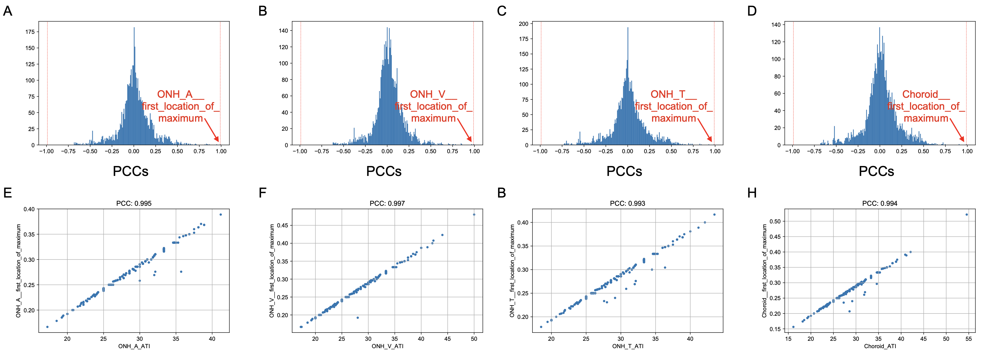 A
B
C
D
175
150
125
100
75
50
25
0
ONH_A__
first_location_of_
maximum
−1.00 −0.75 −0.50 −0.25 0.00 0.25 0.50 0.75 1.00
PCCs
140
120
100
80
60
40
20
0
ONH_V__
first_location_of_
maximum
−1.00 −0.75 −0.50 −0.25 0.00 0.25 0.50 0.75 1.00
PCCs
200
175
150
125
100
75
50
25
0
ONH_T__
first_location_of_
maximum
−1.00 −0.75 −0.50 −0.25 0.00 0.25 0.50 0.75 1.00
PCCs
140
120
100
80
60
40
20
0
Choroid__
first_location_of_
maximum
−1.00 −0.75 −0.50 −0.25 0.00 0.25 0.50 0.75 1.00
PCCs
E
PCC: 0.995
ONH_A__first_location_of_maximum
0.40
0.35
0.30
0.25
0.20
20 25 30 35 40
ONH_A_ATI
F
PCC: 0.997
ONH_V__first_location_of_maximum
0.45
0.40
0.35
0.30
0.25
0.20
20 25 30 35 40 45 50
ONH_V_ATI
B
PCC: 0.993
ONH_T__first_location_of_maximum
0.40
0.35
0.30
0.25
0.20
20 25 30 35 40
ONH_T_ATI
H
PCC: 0.994
Choroid__first_location_of_maximum
0.50
0.45
0.40
0.35
0.30
0.25
0.20
0.15
15 20 25 30 35 40 45 50 55
Choroid_ATI